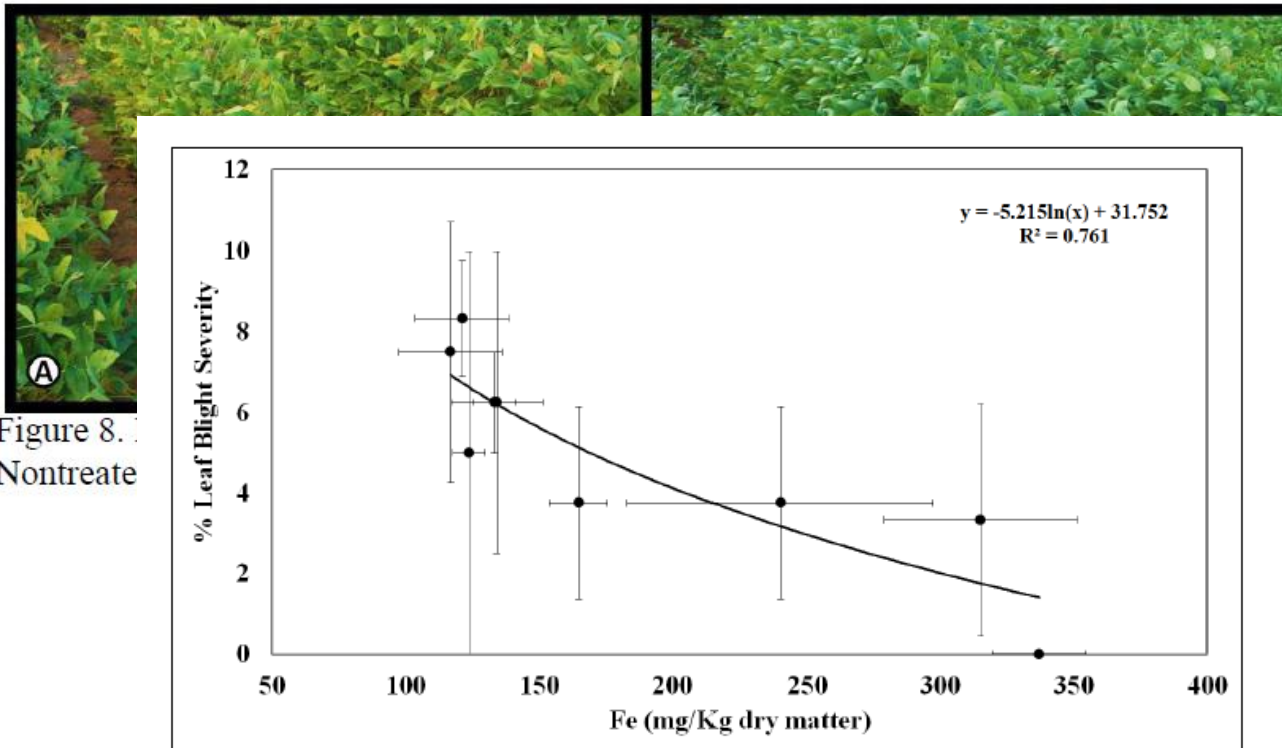 A
Figure 8.
Nontreate
y = -5.215ln(x) + 31.752
R² = 0.761
% Leaf Blight Severity
12
10
8
6
4
2
0
50 100 150 200 250 300 350 400
Fe (mg/Kg dry matter)